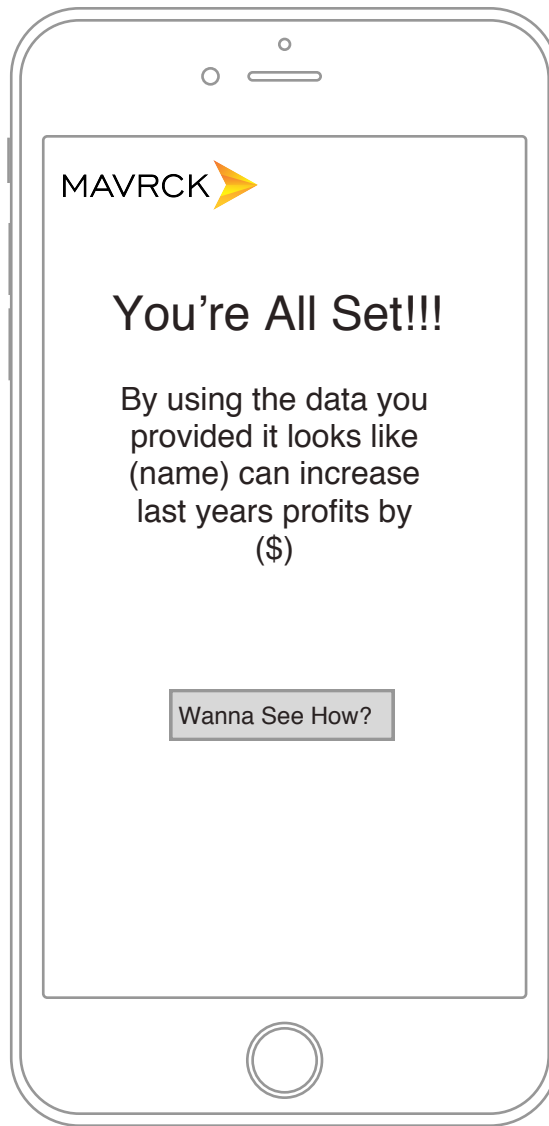 MAVRCK
You're All Set!!!
By using the data you
provided it looks like
(name) can increase
last years profits by
($)
Wanna See How?